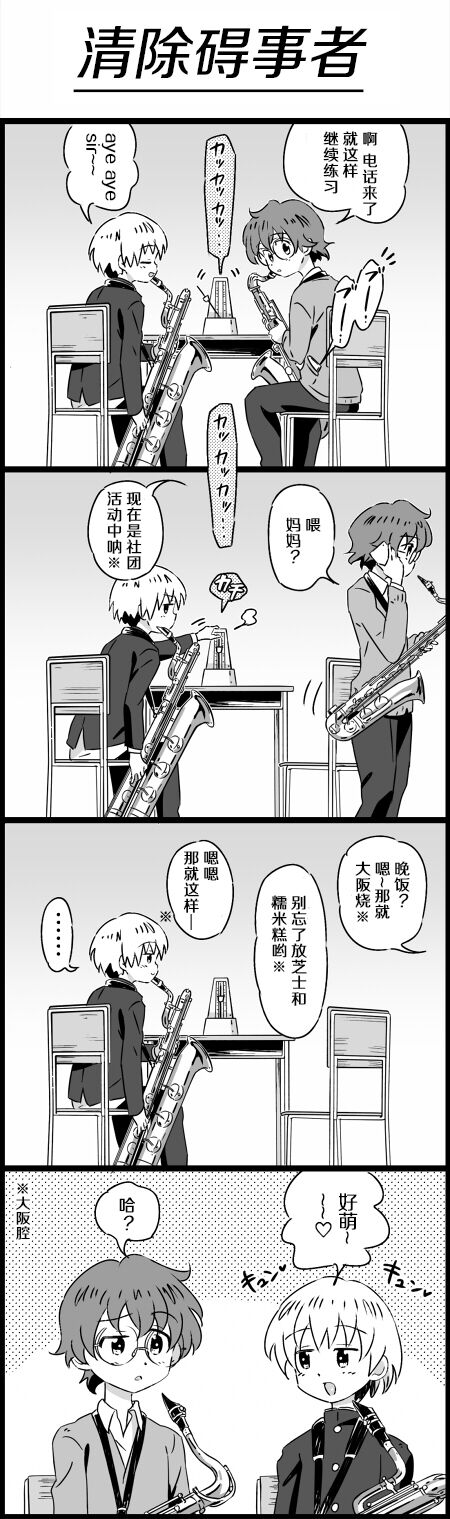 清除碍事者
啊 电话来了
就这样
继续练习
カッカッカッ…
aye aye
sir~~
ブーブー
カッカッカッ…
喂
妈妈？
现在是社团
活动中呐※
カチ
晚饭？
嗯~那就
大阪烧※
别忘了放芝士和
糯米糕哟※
嗯嗯
那就这样—
※
……
好萌~
~♡
キュン♥
キュン♥
哈？
※大阪腔